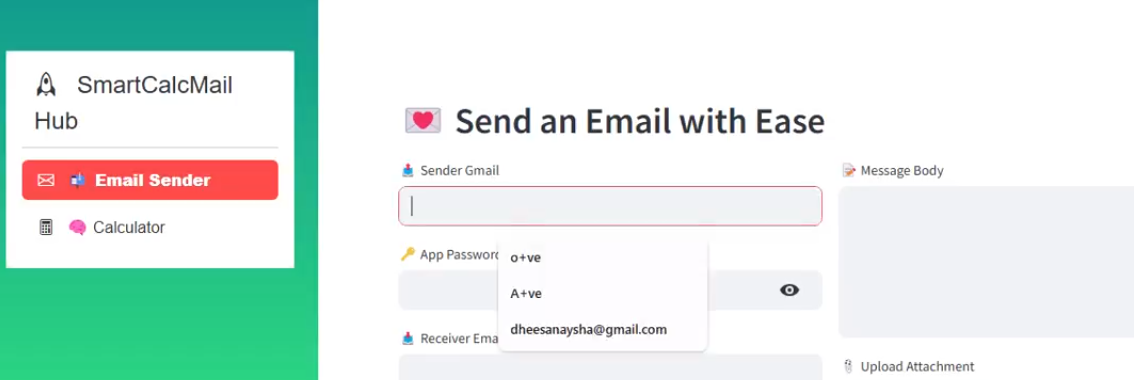 SmartCalcMail
Hub
Email Sender
Calculator
Send an Email with Ease
Sender Gmail
o+ve
A+ve
dheesanaysha@gmail.com
App Password
Receiver Ema
Message Body
Upload Attachment